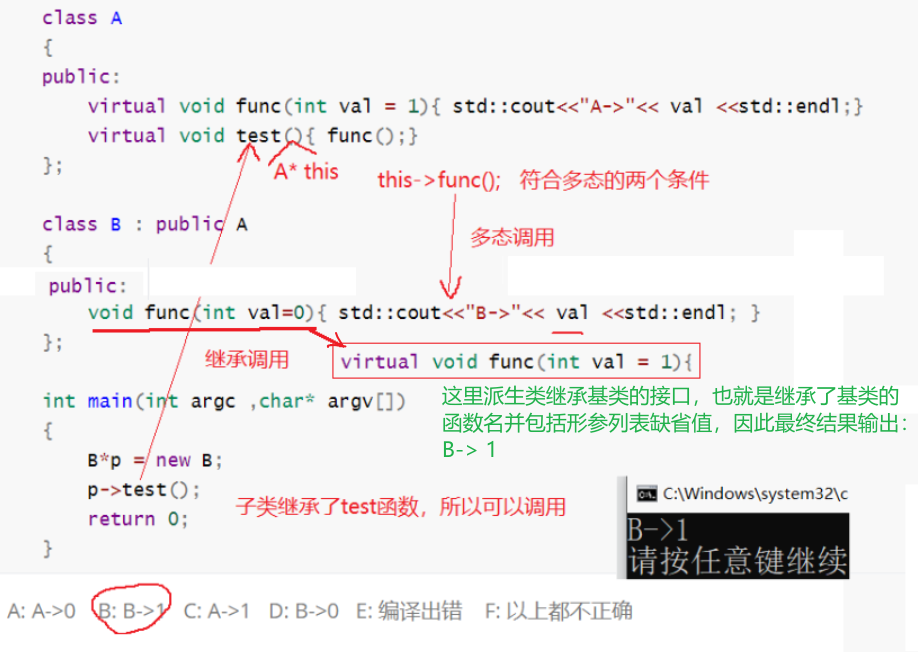 class A
{
public:
virtual void func(int val = 1){ std::cout<<"A->"<< val <<std::endl;}
virtual void test(){ func();}
};
A* this
this->func(); 符合多态的两个条件
多态调用
class B : public A
{
public:
void func(int val=0){ std::cout<<"B->"<< val <<std::endl; }
};
继承调用
virtual void func(int val = 1){
这里派生类继承基类的接口，也就是继承了基类的
函数名并包括形参列表缺省值，因此最终结果输出：
B-> 1
int main(int argc ,char* argv[])
{
B*p = new B;
p->test();
return 0;
}
子类继承了test函数，所以可以调用
C:\Windows\system32\c
B->1
请按任意键继续
A: A->0 B: B->1 C: A->1 D: B->0 E: 编译出错 F: 以上都不正确